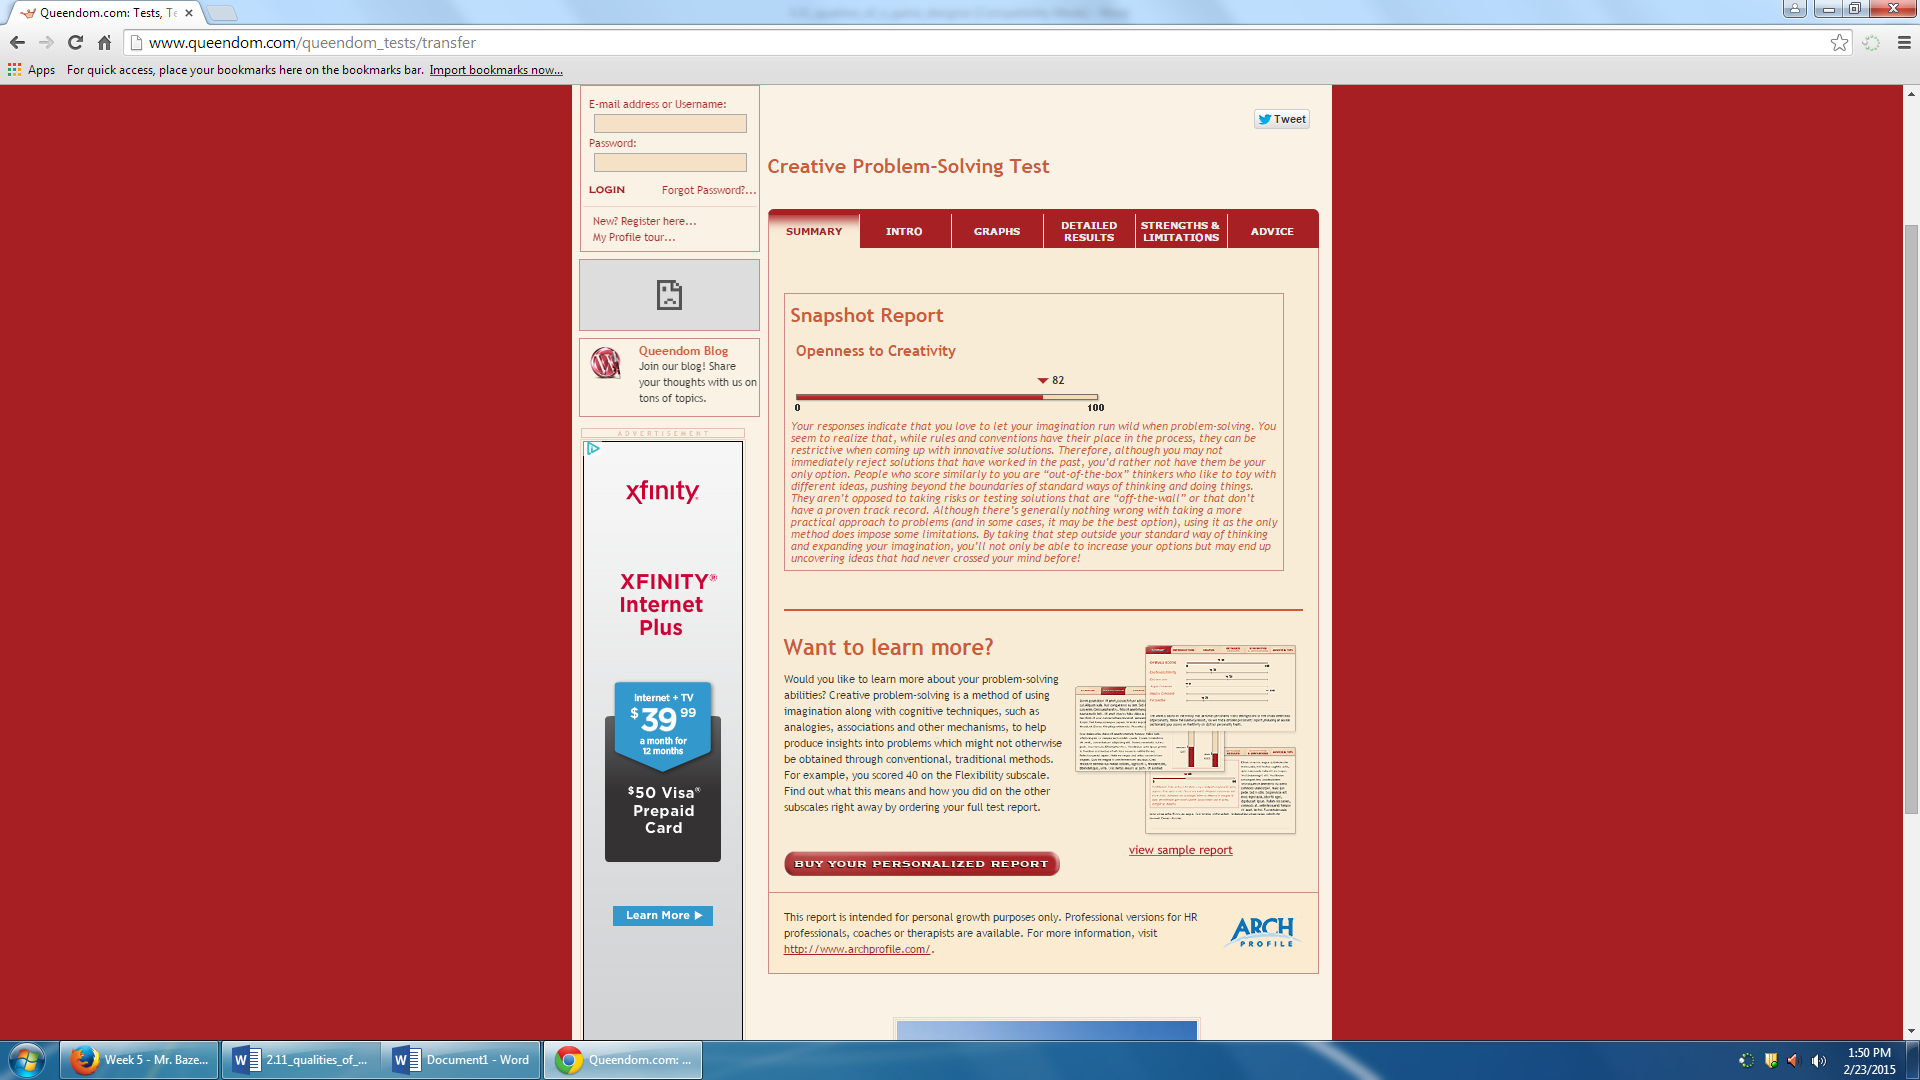 Queendom.com: Tests, Te
www.queendom.com/queendom_tests/transfer
Apps For quick access, place your bookmarks here on the bookmarks bar. Import bookmarks now...
E-mail address or Username:
Password:
LOGIN Forgot Password?...
New? Register here...
My Profile tour...
Queendom Blog
Join our blog! Share
your thoughts with us on
tons of topics.
ADVERTISEMENT
xfinity
XFINITY®
Internet
Plus
Internet + TV
$39.99
a month for
12 months
$50 Visa®
Prepaid
Card
Learn More
Tweet
Creative Problem-Solving Test
SUMMARY
INTRO
GRAPHS
DETAILED
RESULTS
STRENGTHS &
LIMITATIONS
ADVICE
Snapshot Report
Openness to Creativity
82
0 100
Your responses indicate that you love to let your imagination run wild when problem-solving. You
seem to realize that, while rules and conventions have their place in the process, they can be
restrictive when coming up with innovative solutions. Therefore, although you may not
immediately reject solutions that have worked in the past, you'd rather not have them be your
only option. People who score similarly to you are “out-of-the-box” thinkers who like to toy with
different ideas, pushing beyond the boundaries of standard ways of thinking and doing things.
They aren't opposed to taking risks or testing solutions that are “off-the-wall” or that don't
have a proven track record. Although there's generally nothing wrong with taking a more
practical approach to problems (and in some cases, it may be the best option), using it as the only
method does impose some limitations. By taking that step outside your standard way of thinking
and expanding your imagination, you'll not only be able to increase your options but may end up
uncovering ideas that had never crossed your mind before!
Want to learn more?
Would you like to learn more about your problem-solving
abilities? Creative problem-solving is a method of using
imagination along with cognitive techniques, such as
analogies, associations and other mechanisms, to help
produce insights into problems which might not otherwise
be obtained through conventional, traditional methods.
For example, you scored 40 on the Flexibility subscale.
Find out what this means and how you did on the other
subscales right away by ordering your full test report.
view sample report
BUY YOUR PERSONALIZED REPORT
This report is intended for personal growth purposes only. Professional versions for HR
professionals, coaches or therapists are available. For more information, visit
http://www.archprofile.com/.
ARCH
PROFILE
Week 5 - Mr. Baze...
2.11_qualities_of_...
Document1 - Word
Queendom.com: ...
1:50 PM
2/23/2015